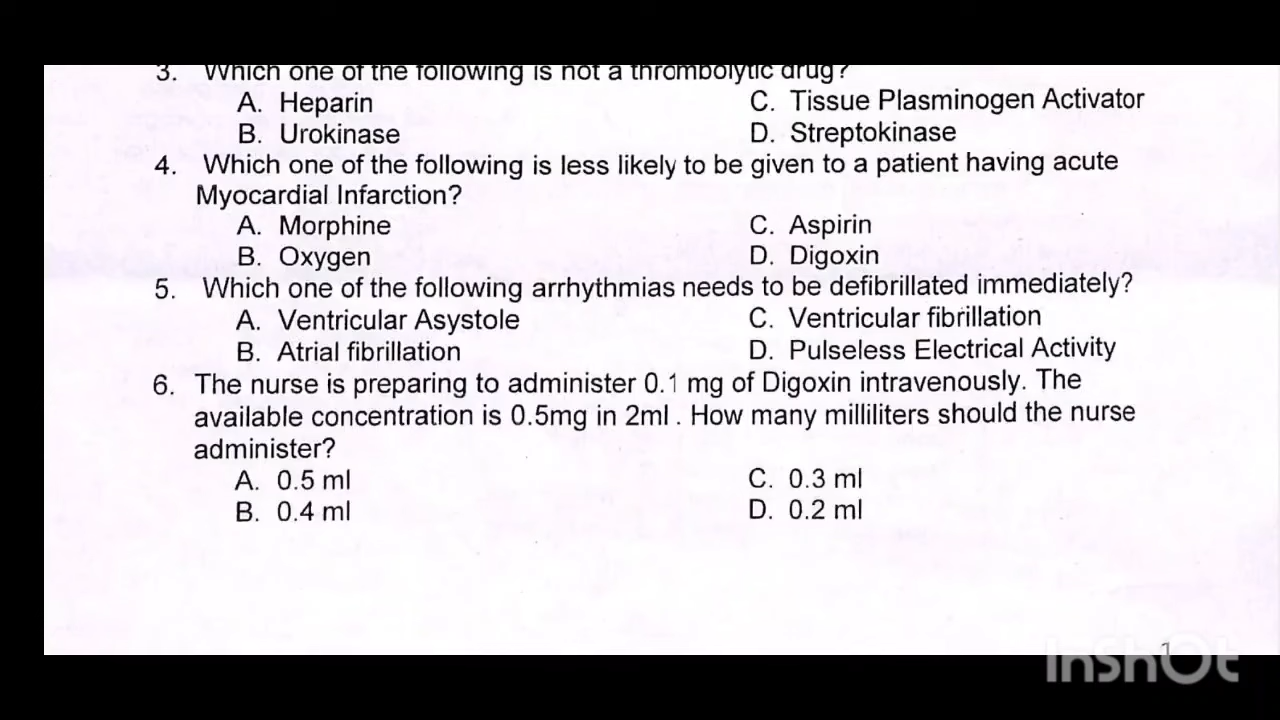 3. Which one of the following is not a thrombolytic drug?
A. Heparin C. Tissue Plasminogen Activator
B. Urokinase D. Streptokinase
4. Which one of the following is less likely to be given to a patient having acute
Myocardial Infarction?
A. Morphine C. Aspirin
B. Oxygen D. Digoxin
5. Which one of the following arrhythmias needs to be defibrillated immediately?
A. Ventricular Asystole C. Ventricular fibrillation
B. Atrial fibrillation D. Pulseless Electrical Activity
6. The nurse is preparing to administer 0.1 mg of Digoxin intravenously. The
available concentration is 0.5mg in 2ml . How many milliliters should the nurse
administer?
A. 0.5 ml C. 0.3 ml
B. 0.4 ml D. 0.2 ml
1
InShOt